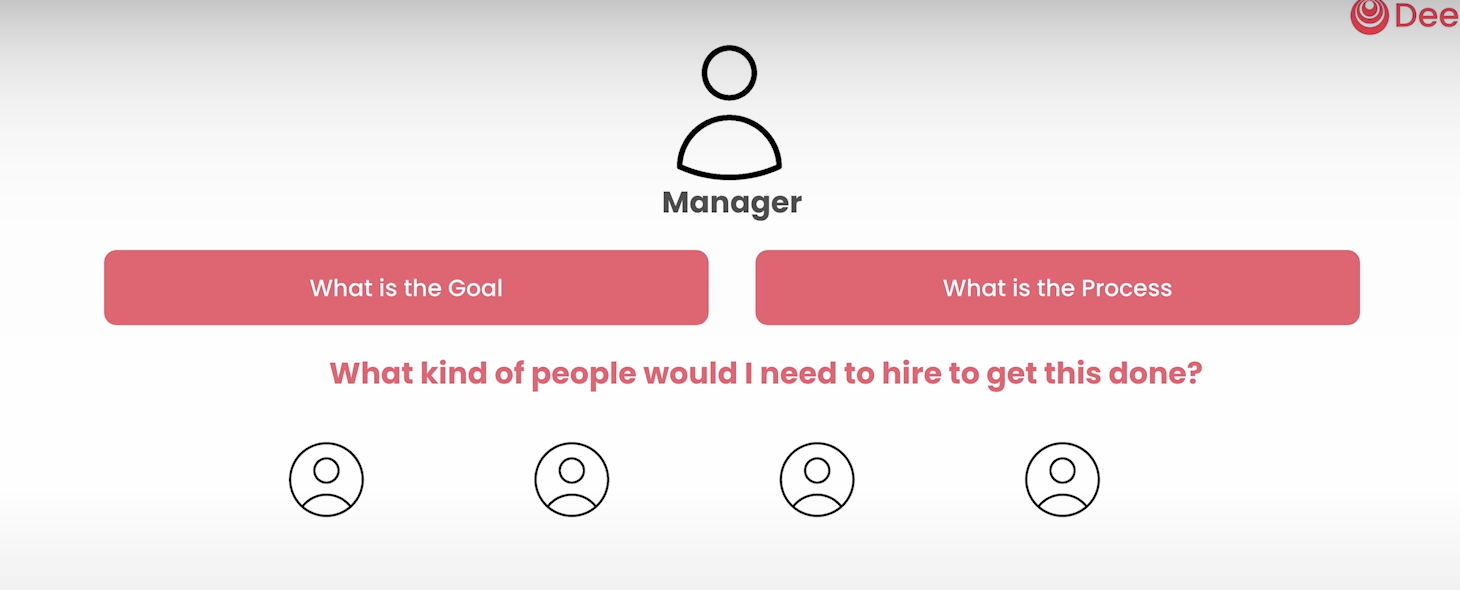 Dee
Manager
What is the Goal
What is the Process
What kind of people would I need to hire to get this done?